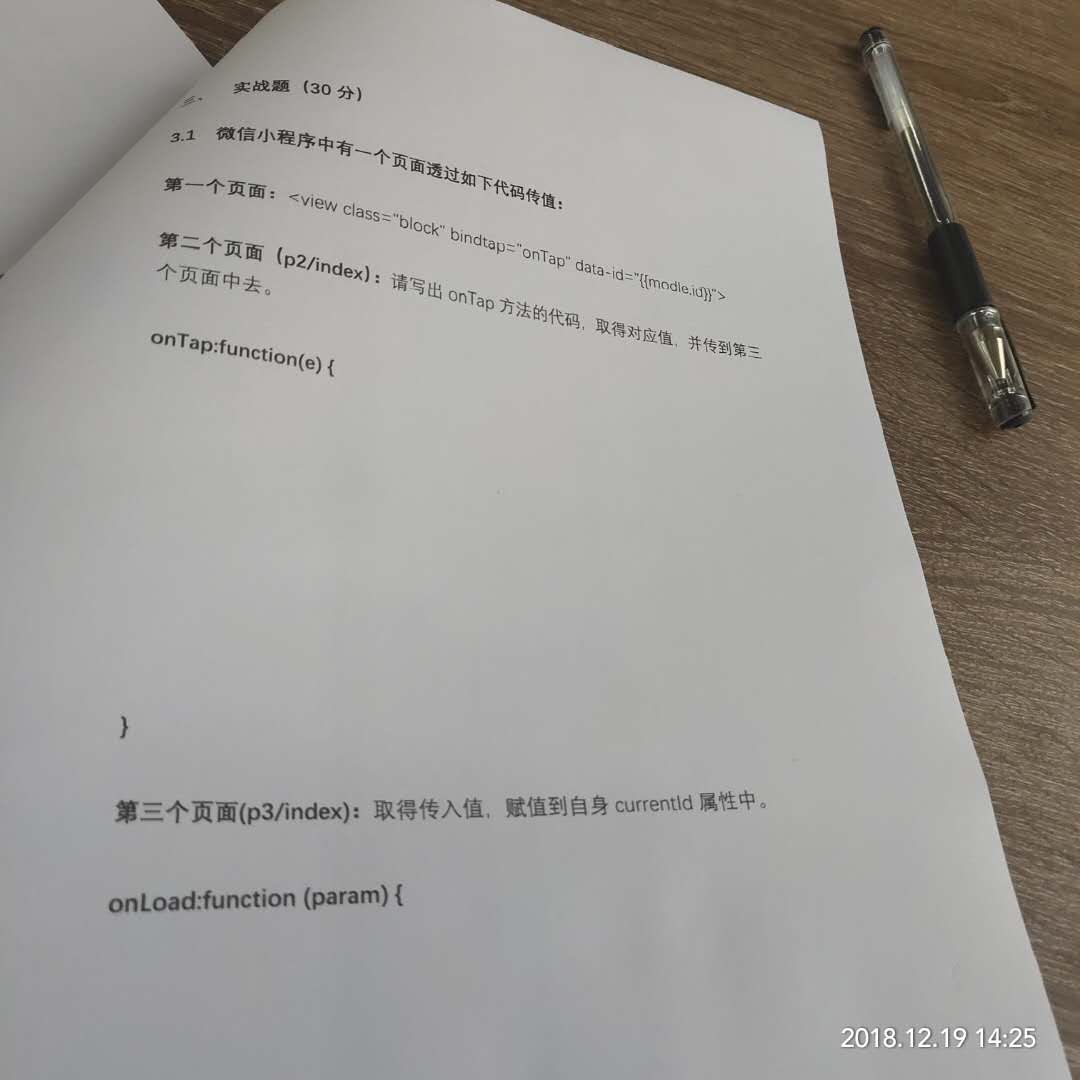 三、 实战题（30 分）
3.1 微信小程序中有一个页面透过如下代码传值：
第一个页面：<view class="block" bindtap="onTap" data-id="{{modle.id}}">
第二个页面（p2/index）：请写出 onTap 方法的代码，取得对应值，并传到第三
个页面中去。
onTap:function(e) {
}
第三个页面(p3/index)：取得传入值，赋值到自身 currentId 属性中。
onLoad:function (param) {
2018.12.19 14:25